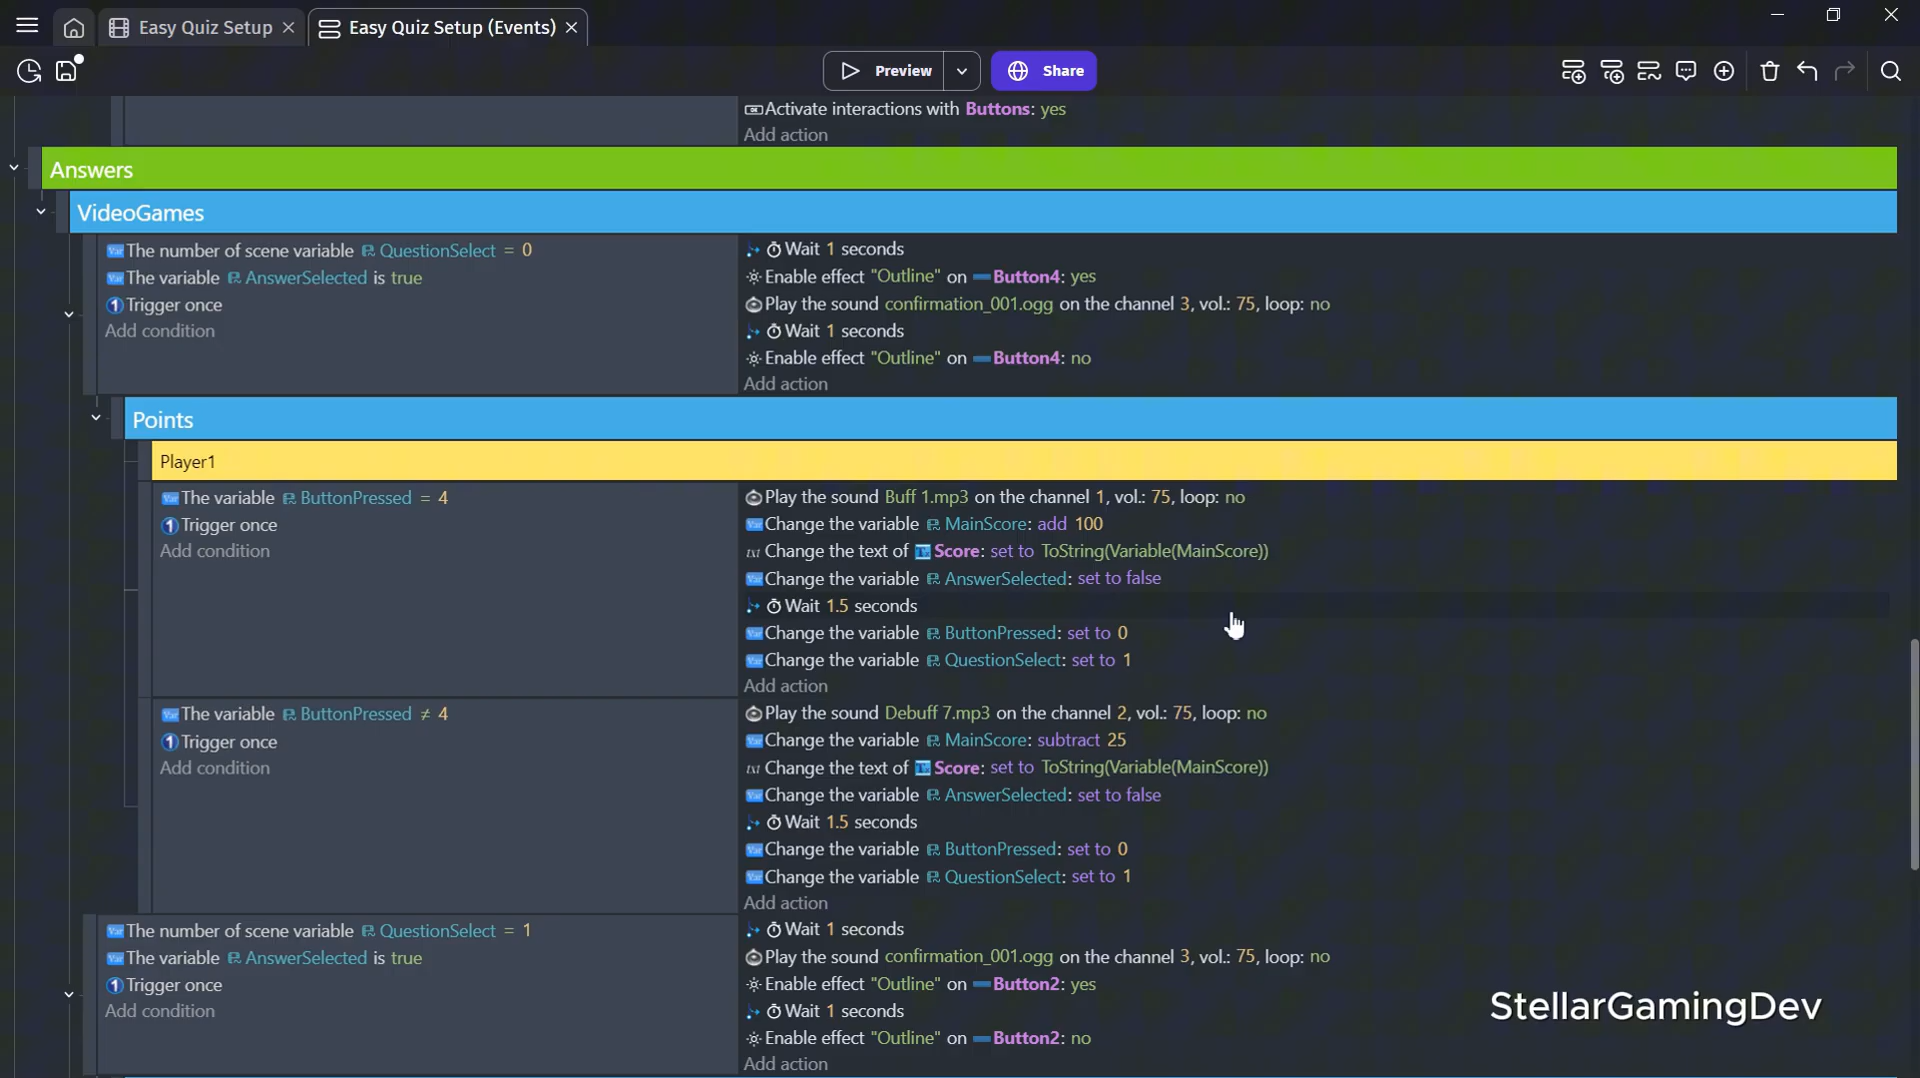 Easy Quiz Setup
Easy Quiz Setup (Events)
Preview
Share
Activate interactions with Buttons: yes
Add action
Answers
VideoGames
The number of scene variable QuestionSelect = 0
The variable AnswerSelected is true
Trigger once
Add condition
Wait 1 seconds
Enable effect "Outline" on Button4: yes
Play the sound confirmation_001.ogg on the channel 3, vol.: 75, loop: no
Wait 1 seconds
Enable effect "Outline" on Button4: no
Add action
Points
Player1
The variable ButtonPressed = 4
Trigger once
Add condition
Play the sound Buff 1.mp3 on the channel 1, vol.: 75, loop: no
Change the variable MainScore: add 100
Change the text of Score: set to ToString(Variable(MainScore))
Change the variable AnswerSelected: set to false
Wait 1.5 seconds
Change the variable ButtonPressed: set to 0
Change the variable QuestionSelect: set to 1
Add action
The variable ButtonPressed ≠ 4
Trigger once
Add condition
Play the sound Debuff 7.mp3 on the channel 2, vol.: 75, loop: no
Change the variable MainScore: subtract 25
Change the text of Score: set to ToString(Variable(MainScore))
Change the variable AnswerSelected: set to false
Wait 1.5 seconds
Change the variable ButtonPressed: set to 0
Change the variable QuestionSelect: set to 1
Add action
The number of scene variable QuestionSelect = 1
The variable AnswerSelected is true
Trigger once
Add condition
Wait 1 seconds
Play the sound confirmation_001.ogg on the channel 3, vol.: 75, loop: no
Enable effect "Outline" on Button2: yes
Wait 1 seconds
Enable effect "Outline" on Button2: no
Add action
StellarGamingDev